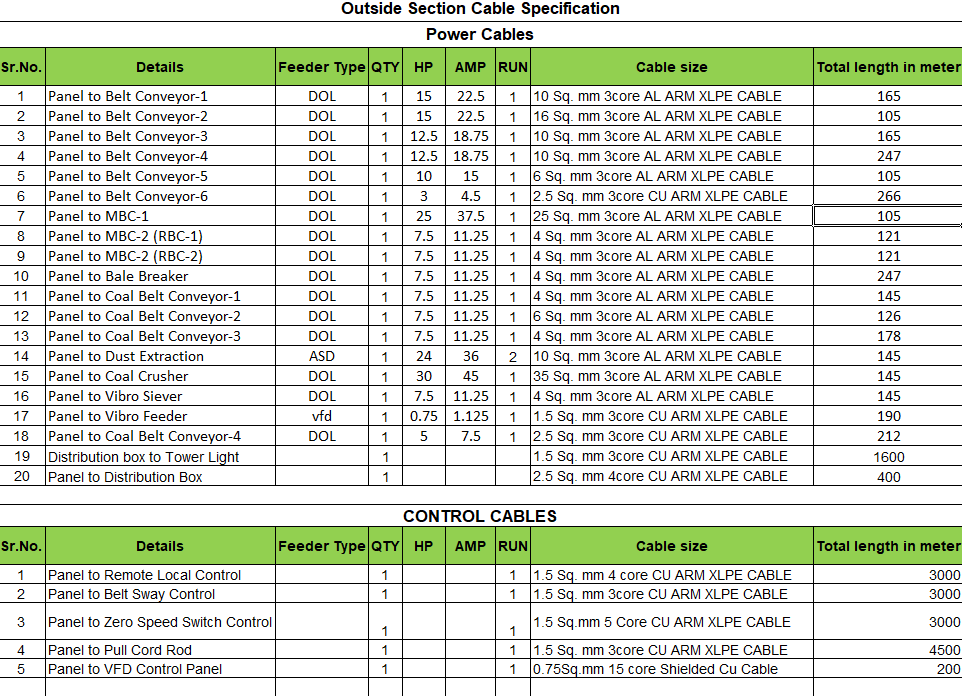 Outside Section Cable Specification
Power Cables
Sr.No. Details Feeder Type QTY HP AMP RUN Cable size Total length in meter
1 Panel to Belt Conveyor-1 DOL 1 15 22.5 1 10 Sq. mm 3core AL ARM XLPE CABLE 165
2 Panel to Belt Conveyor-2 DOL 1 15 22.5 1 16 Sq. mm 3core AL ARM XLPE CABLE 105
3 Panel to Belt Conveyor-3 DOL 1 12.5 18.75 1 10 Sq. mm 3core AL ARM XLPE CABLE 165
4 Panel to Belt Conveyor-4 DOL 1 12.5 18.75 1 10 Sq. mm 3core AL ARM XLPE CABLE 247
5 Panel to Belt Conveyor-5 DOL 1 10 15 1 6 Sq. mm 3core AL ARM XLPE CABLE 105
6 Panel to Belt Conveyor-6 DOL 1 3 4.5 1 2.5 Sq. mm 3core CU ARM XLPE CABLE 266
7 Panel to MBC-1 DOL 1 25 37.5 1 25 Sq. mm 3core AL ARM XLPE CABLE 105
8 Panel to MBC-2 (RBC-1) DOL 1 7.5 11.25 1 4 Sq. mm 3core AL ARM XLPE CABLE 121
9 Panel to MBC-2 (RBC-2) DOL 1 7.5 11.25 1 4 Sq. mm 3core AL ARM XLPE CABLE 121
10 Panel to Bale Breaker DOL 1 7.5 11.25 1 4 Sq. mm 3core AL ARM XLPE CABLE 247
11 Panel to Coal Belt Conveyor-1 DOL 1 7.5 11.25 1 4 Sq. mm 3core AL ARM XLPE CABLE 145
12 Panel to Coal Belt Conveyor-2 DOL 1 7.5 11.25 1 6 Sq. mm 3core AL ARM XLPE CABLE 126
13 Panel to Coal Belt Conveyor-3 DOL 1 7.5 11.25 1 4 Sq. mm 3core AL ARM XLPE CABLE 178
14 Panel to Dust Extraction ASD 1 24 36 2 10 Sq. mm 3core AL ARM XLPE CABLE 145
15 Panel to Coal Crusher DOL 1 30 45 1 35 Sq. mm 3core AL ARM XLPE CABLE 145
16 Panel to Vibro Siever DOL 1 7.5 11.25 1 4 Sq. mm 3core AL ARM XLPE CABLE 145
17 Panel to Vibro Feeder vfd 1 0.75 1.125 1 1.5 Sq. mm 3core CU ARM XLPE CABLE 190
18 Panel to Coal Belt Conveyor-4 DOL 1 5 7.5 1 2.5 Sq. mm 3core CU ARM XLPE CABLE 212
19 Distribution box to Tower Light 1 1.5 Sq. mm 3core CU ARM XLPE CABLE 1600
20 Panel to Distribution Box 1 2.5 Sq. mm 4core CU ARM XLPE CABLE 400
CONTROL CABLES
Sr.No. Details Feeder Type QTY HP AMP RUN Cable size Total length in meter
1 Panel to Remote Local Control 1 1 1.5 Sq. mm 4 core CU ARM XLPE CABLE 3000
2 Panel to Belt Sway Control 1 1 1.5 Sq. mm 3core CU ARM XLPE CABLE 3000
3 Panel to Zero Speed Switch Control 1 1 1.5 Sq.mm 5 Core CU ARM XLPE CABLE 3000
4 Panel to Pull Cord Rod 1 1 1.5 Sq. mm 3core CU ARM XLPE CABLE 4500
5 Panel to VFD Control Panel 1 1 0.75Sq.mm 15 core Shielded Cu Cable 200